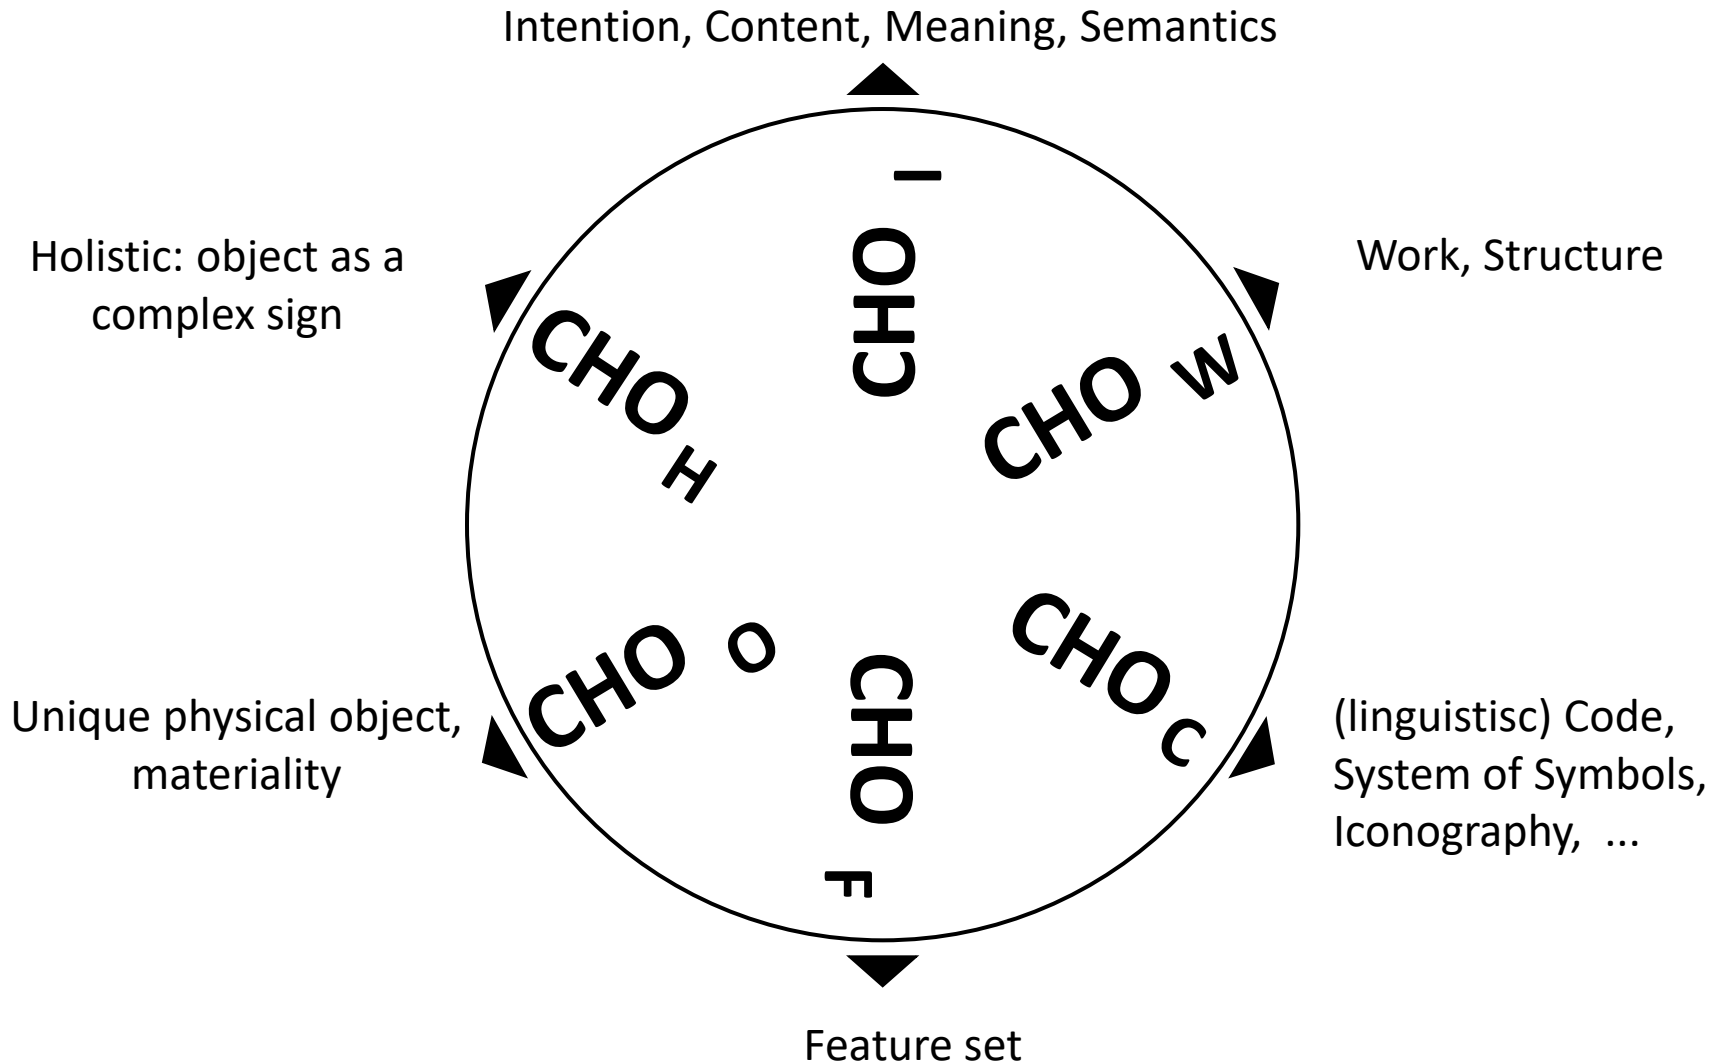 Intention, Content, Meaning, Semantics
CHO I
Holistic: object as a
complex sign
CHO H
CHO W
Work, Structure
Unique physical object,
materiality
CHO O
CHO F
CHO C
(linguistisc) Code,
System of Symbols,
Iconography, ...
Feature set